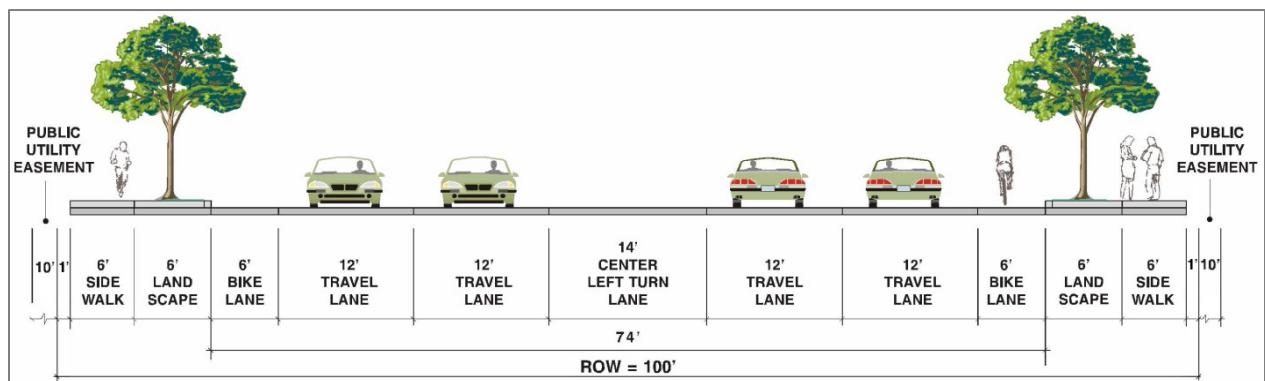 PUBLIC
UTILITY
EASEMENT
PUBLIC
UTILITY
EASEMENT
10'
1'
6'
SIDE
WALK
6'
LAND
SCAPE
6'
BIKE
LANE
12'
TRAVEL
LANE
12'
TRAVEL
LANE
14'
CENTER
LEFT TURN
LANE
12'
TRAVEL
LANE
12'
TRAVEL
LANE
6'
BIKE
LANE
6'
LAND
SCAPE
6'
SIDE
WALK
1'
10'
74'
ROW = 100'